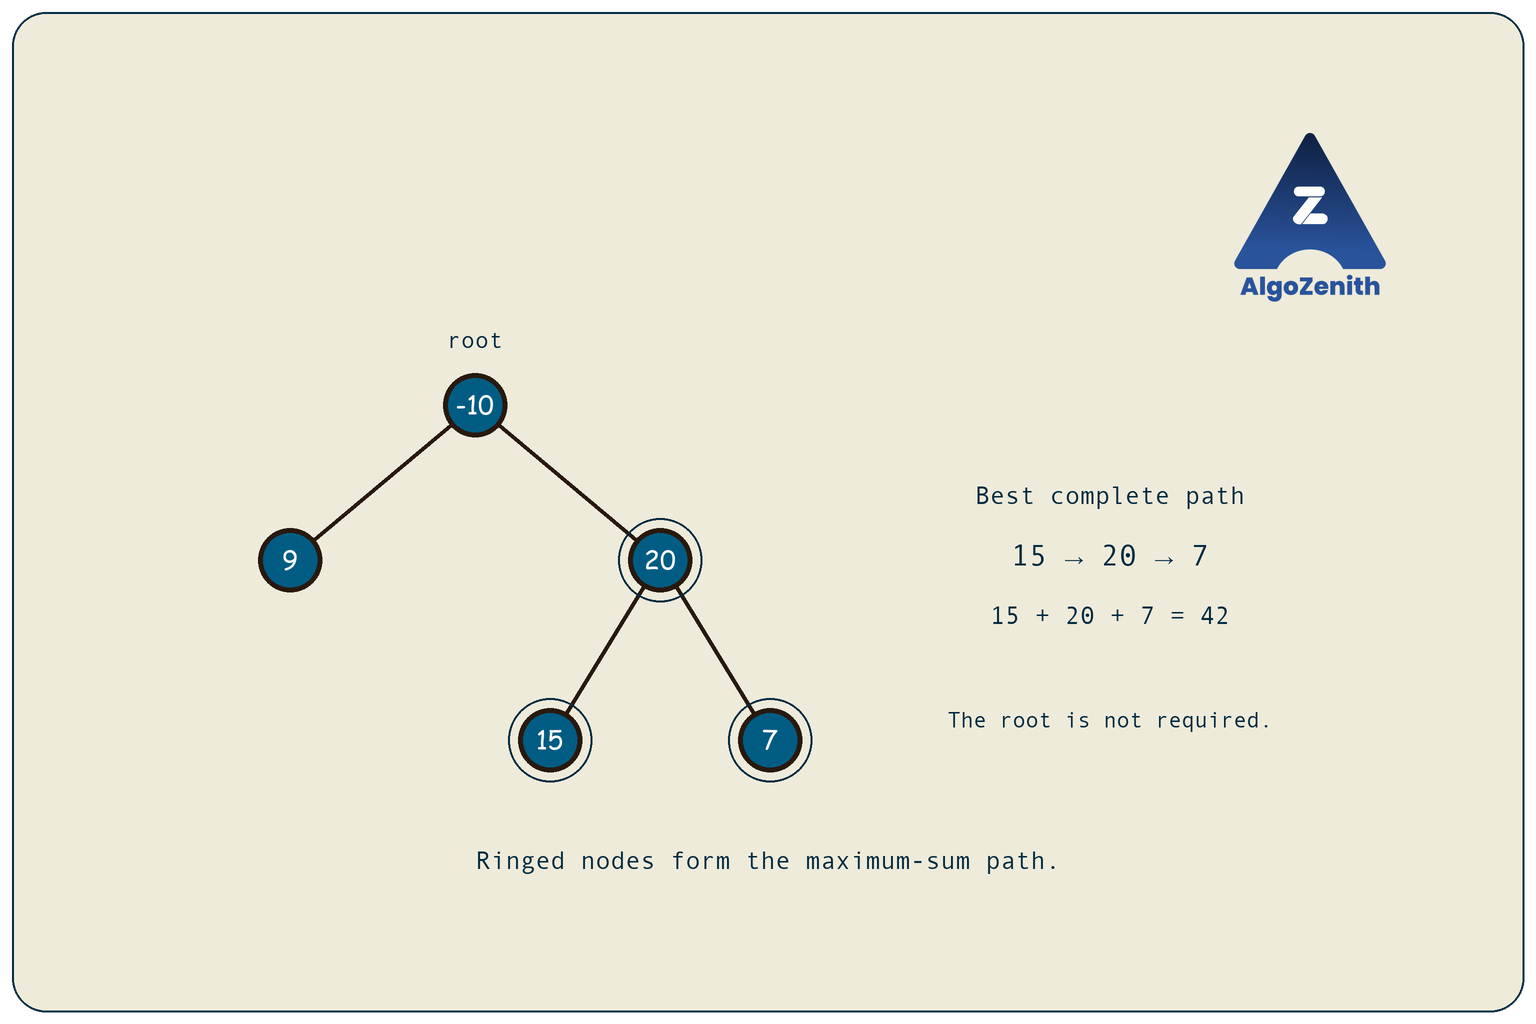 Z
AlgoZenith
root
-10
9
20
15
7
Best complete path
15 → 20 → 7
15 + 20 + 7 = 42
The root is not required.
Ringed nodes form the maximum-sum path.